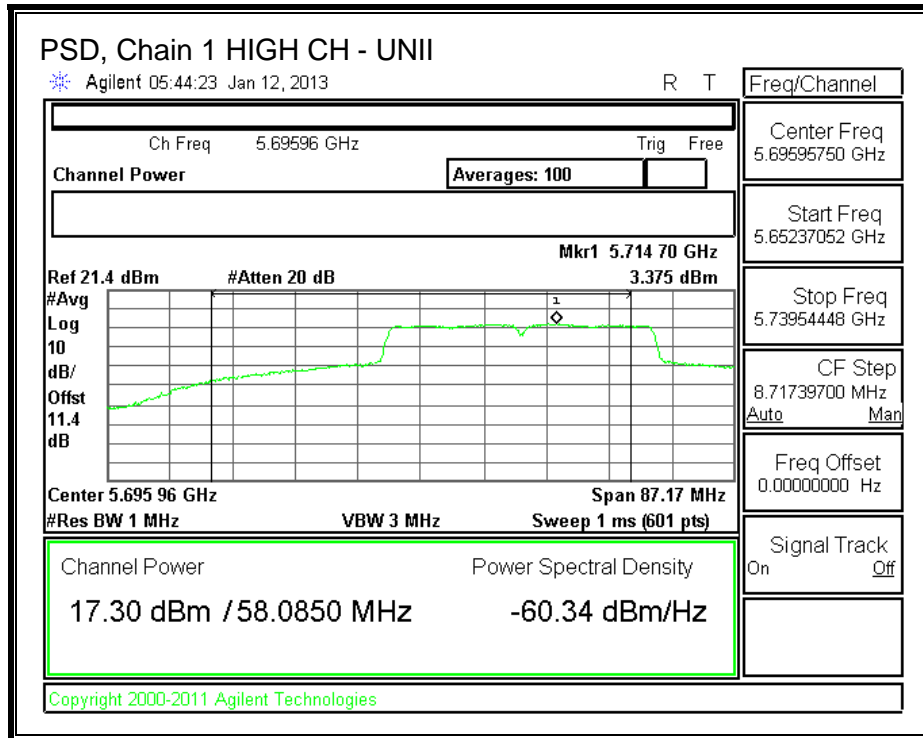 PSD, Chain 1 HIGH CH - UNII
Agilent 05:44:23 Jan 12, 2013 R T
Freq/Channel
Ch Freq 5.69596 GHz Trig Free
Channel Power Averages: 100
Mkr1 5.714 70 GHz
Ref 21.4 dBm #Atten 20 dB 3.375 dBm
#Avg
Log
10
dB/
Offst
11.4
dB
1
Center 5.695 96 GHz Span 87.17 MHz
#Res BW 1 MHz VBW 3 MHz Sweep 1 ms (601 pts)
Channel Power Power Spectral Density
17.30 dBm / 58.0850 MHz -60.34 dBm/Hz
Copyright 2000-2011 Agilent Technologies
Center Freq
5.69595750 GHz
Start Freq
5.65237052 GHz
Stop Freq
5.73954448 GHz
CF Step
8.71739700 MHz
Auto Man
Freq Offset
0.00000000 Hz
Signal Track
On Off